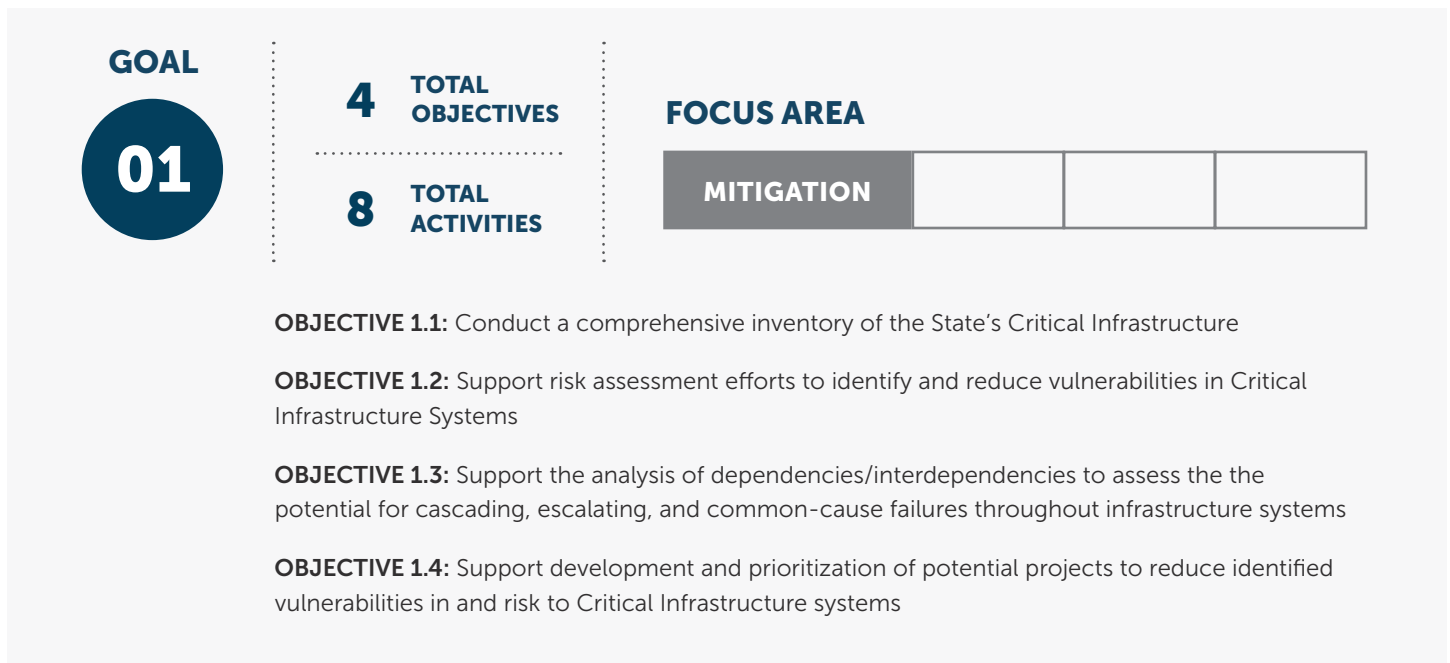 GOAL
01
4
TOTAL
OBJECTIVES
8
TOTAL
ACTIVITIES
FOCUS AREA
MITIGATION
OBJECTIVE 1.1: Conduct a comprehensive inventory of the State’s Critical Infrastructure
OBJECTIVE 1.2: Support risk assessment efforts to identify and reduce vulnerabilities in Critical
Infrastructure Systems
OBJECTIVE 1.3: Support the analysis of dependencies/interdependencies to assess the the
potential for cascading, escalating, and common-cause failures throughout infrastructure systems
OBJECTIVE 1.4: Support development and prioritization of potential projects to reduce identified
vulnerabilities in and risk to Critical Infrastructure systems